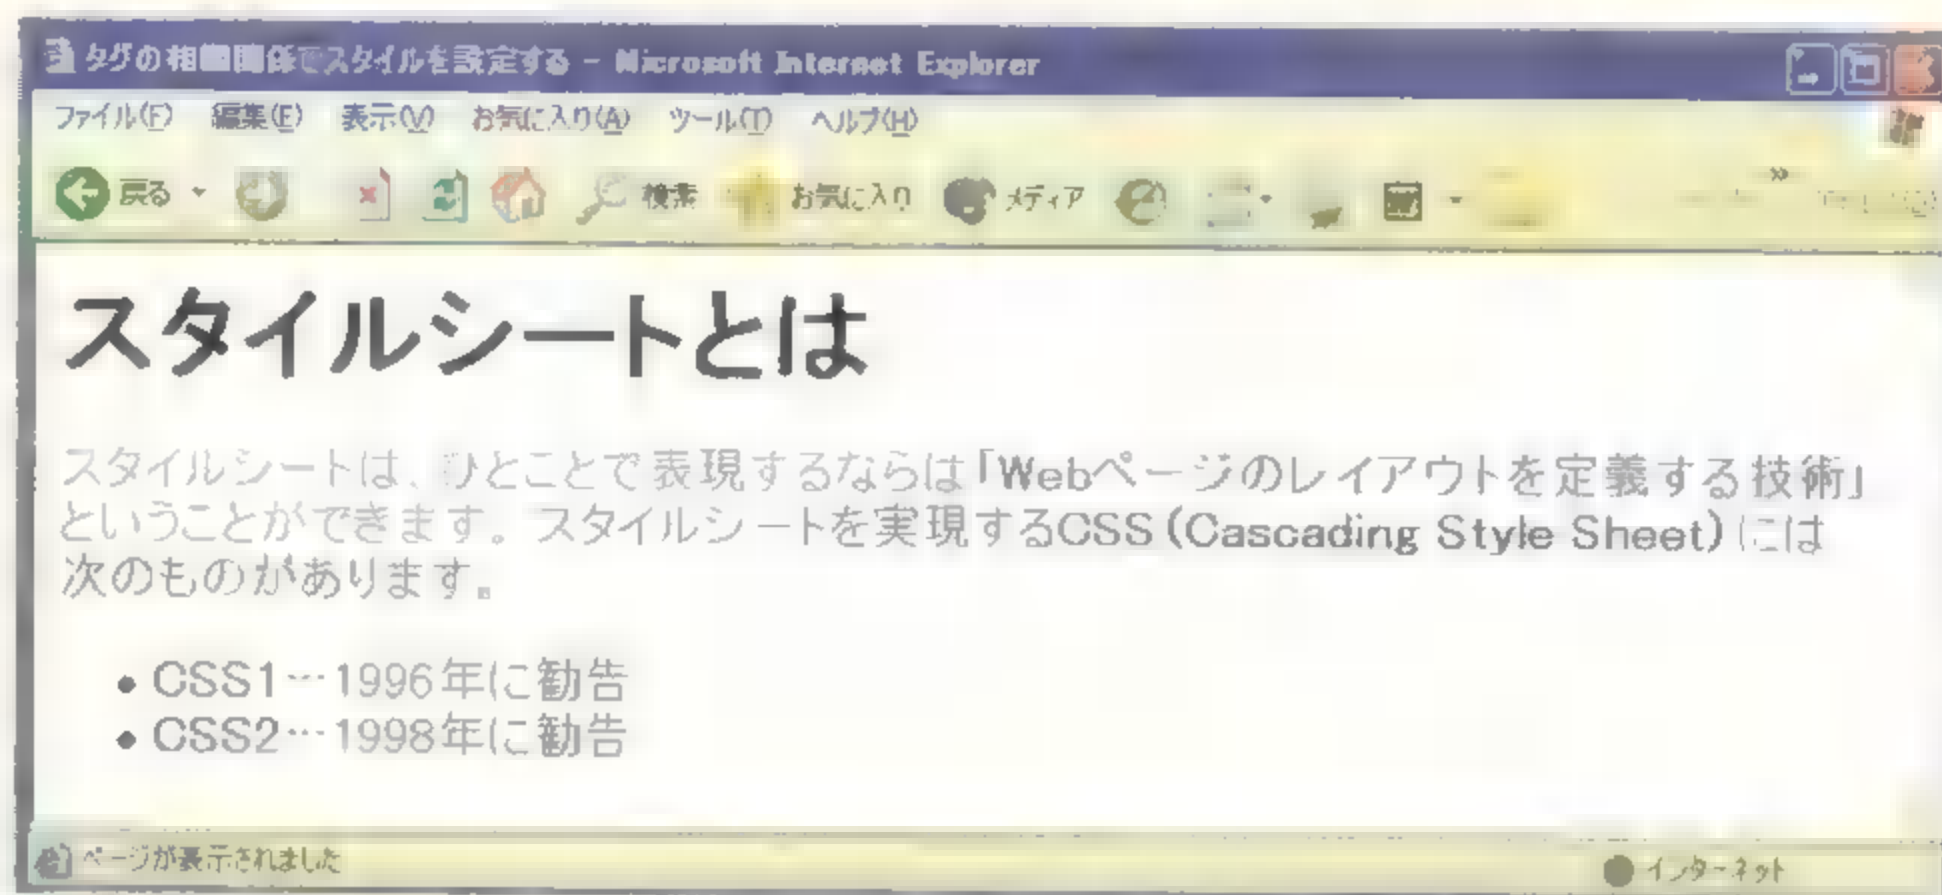 タグの相関関係でスタイルを設定する - Microsoft Internet Explorer
ファイル(F) 編集(E) 表示(V) お気に入り(A) ツール(T) ヘルプ(H)
戻る 検索 お気に入り メディア »
スタイルシートとは
スタイルシートは、ひとことで表現するならは「Webページのレイアウトを定義する技術」
ということができます。スタイルシートを実現するCSS(Cascading Style Sheet)には
次のものがあります。
• CSS1…1996年に勧告
• CSS2…1998年に勧告
ページが表示されました インターネット